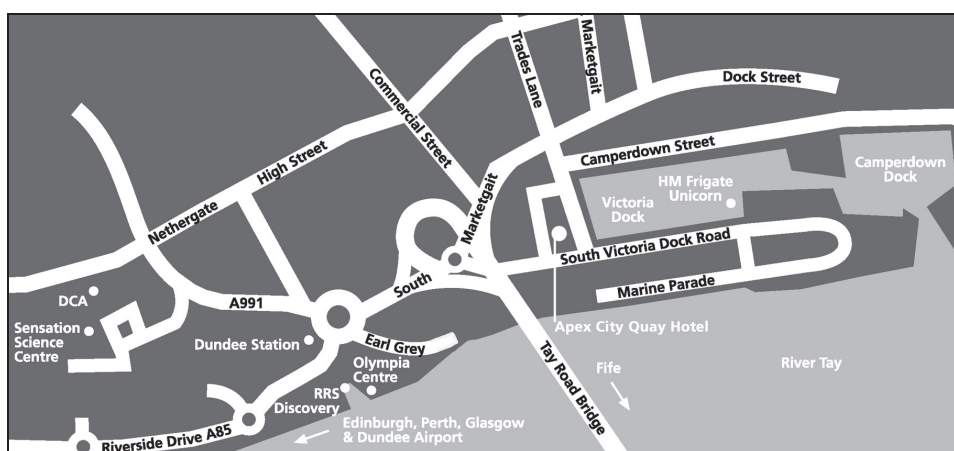 Commercial Street
Trades Lane
Marketgait
Dock Street
Camperdown Street
Camperdown
Dock
High Street
Nethergate
Marketgait
HM Frigate
Unicorn
Victoria
Dock
South Victoria Dock Road
Marine Parade
South
A991
DCA
Sensation
Science
Centre
Dundee Station
Earl Grey
Apex City Quay Hotel
Olympia
Centre
RRS
Discovery
Tay Road Bridge
Fife
River Tay
Edinburgh, Perth, Glasgow
& Dundee Airport
Riverside Drive A85